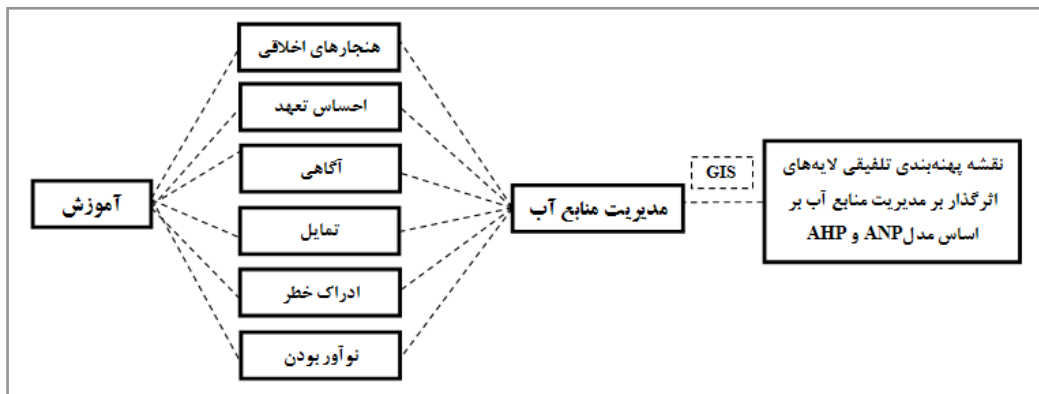 هنجارهای اخلاقی
احساس تعهد
آگاهی
تمایل
ادراک خطر
نوآور بودن
آموزش
مدیریت منابع آب
GIS
نقشه پهنه‌بندی تلفیقی لایه‌های
اثرگذار بر مدیریت منابع آب بر
اساس مدلANP و AHP